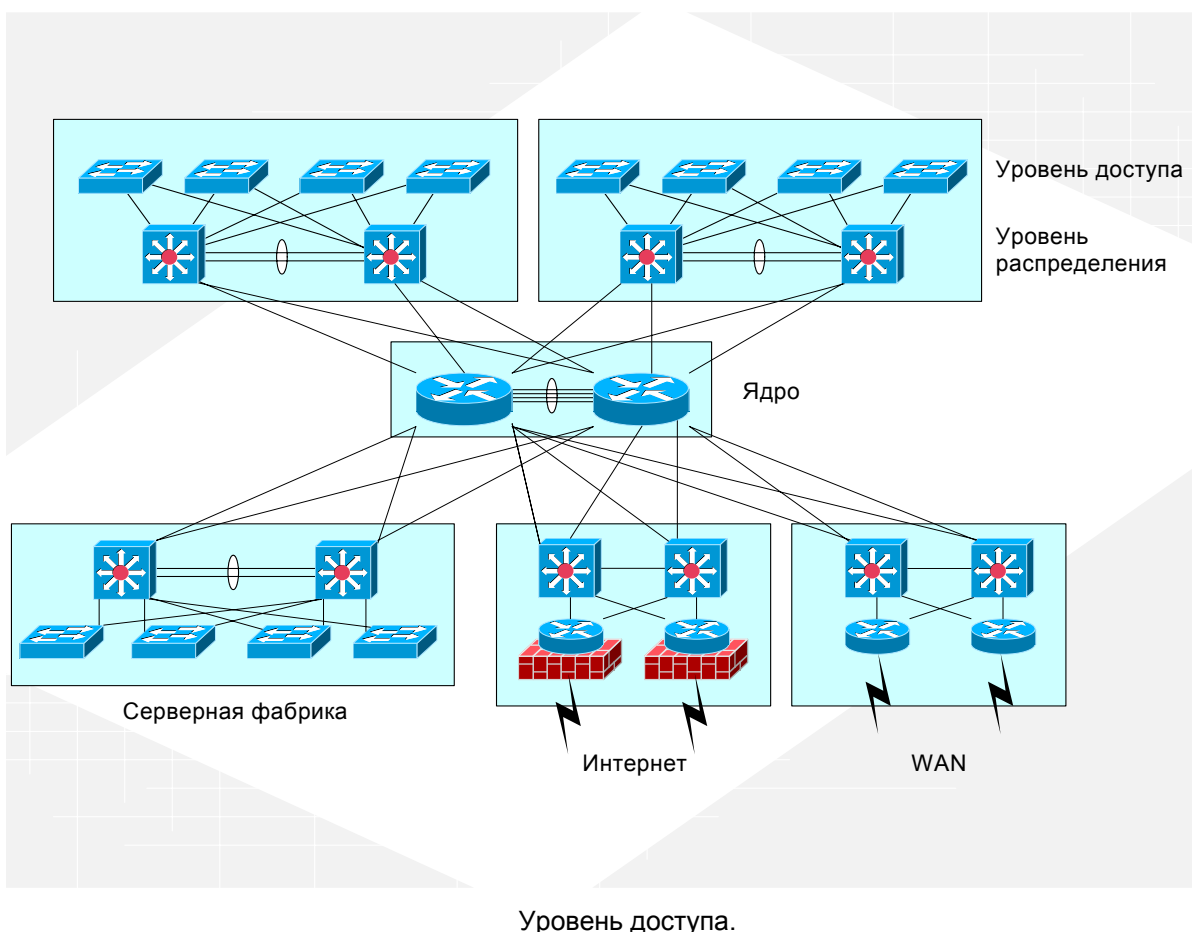 Уровень доступа
Уровень
распределения
Ядро
Серверная фабрика
Интернет
WAN
Уровень доступа.